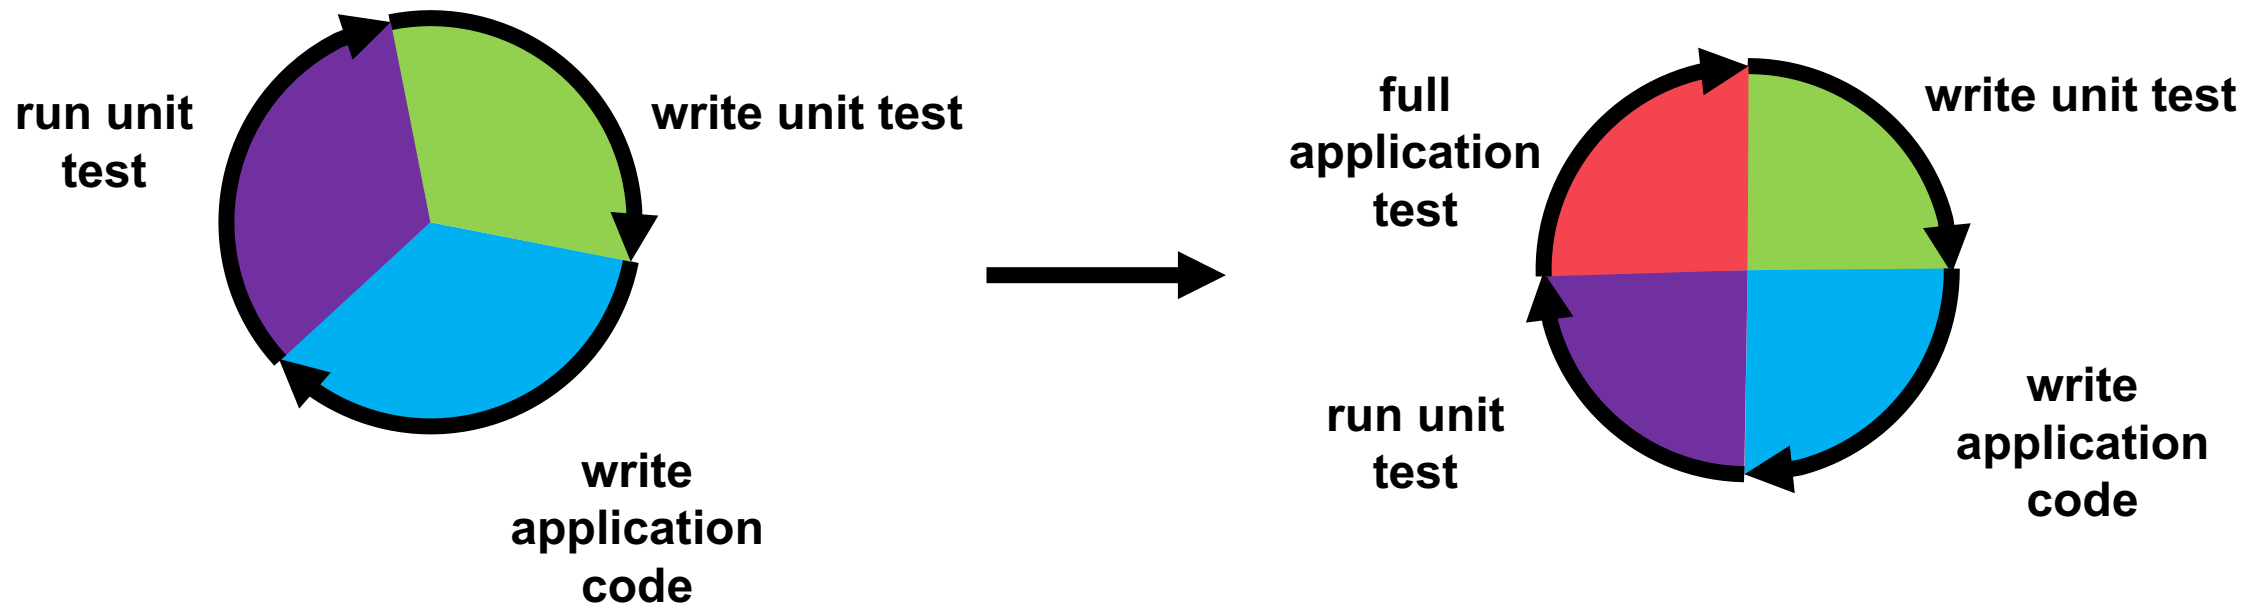 run unit
test
write unit test
write
application
code
full
application
test
write unit test
run unit
test
write
application
code